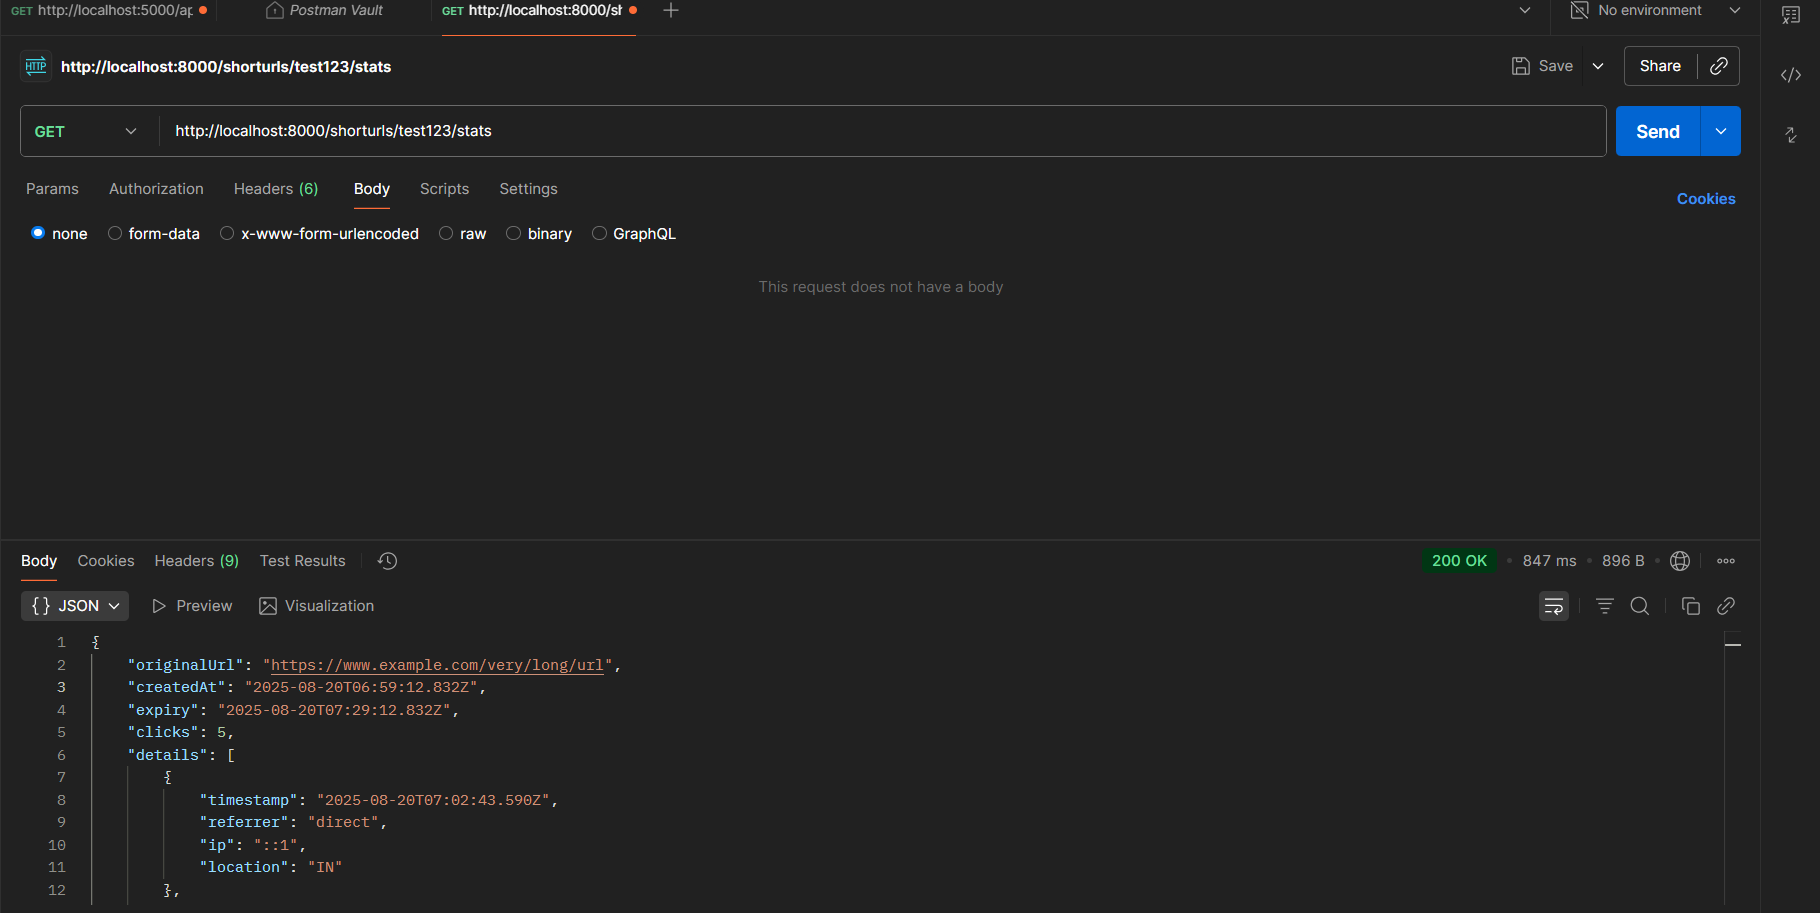 GET http://localhost:5000/ap
Postman Vault
GET http://localhost:8000/sh
No environment
HTTP http://localhost:8000/shorturls/test123/stats
Save
Share
GET
http://localhost:8000/shorturls/test123/stats
Send
Params
Authorization
Headers (6)
Body
Scripts
Settings
Cookies
none
form-data
x-www-form-urlencoded
raw
binary
GraphQL
This request does not have a body
Body
Cookies
Headers (9)
Test Results
200 OK
847 ms
896 B
{} JSON
Preview
Visualization
1 {
2 "originalUrl": "https://www.example.com/very/long/url",
3 "createdAt": "2025-08-20T06:59:12.832Z",
4 "expiry": "2025-08-20T07:29:12.832Z",
5 "clicks": 5,
6 "details": [
7 {
8 "timestamp": "2025-08-20T07:02:43.590Z",
9 "referrer": "direct",
10 "ip": "::1",
11 "location": "IN"
12 },